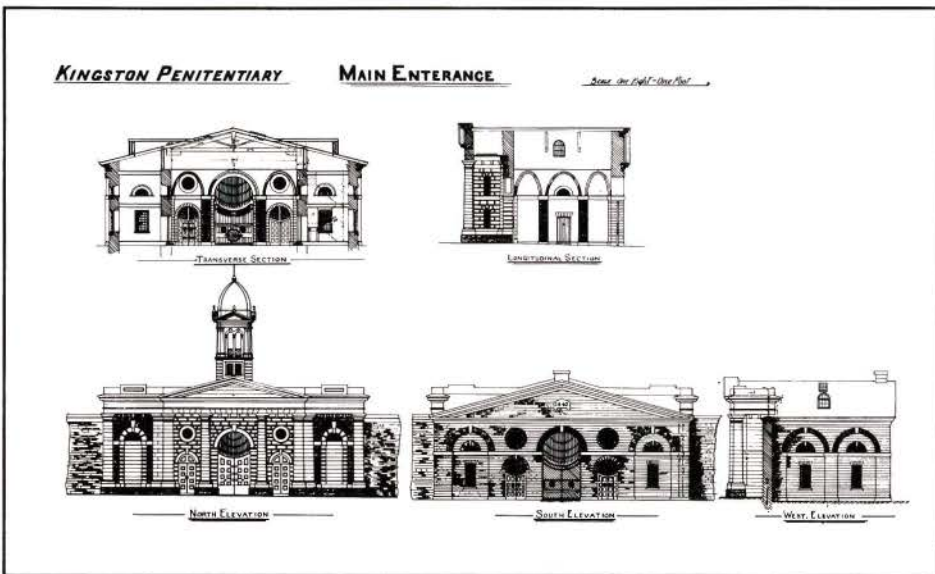 KINGSTON PENITENTIARY
MAIN ENTERANCE
Scale One Eight - One Foot
TRANSVERSE SECTION
LONGITUDINAL SECTION
NORTH ELEVATION
SOUTH ELEVATION
WEST. ELEVATION